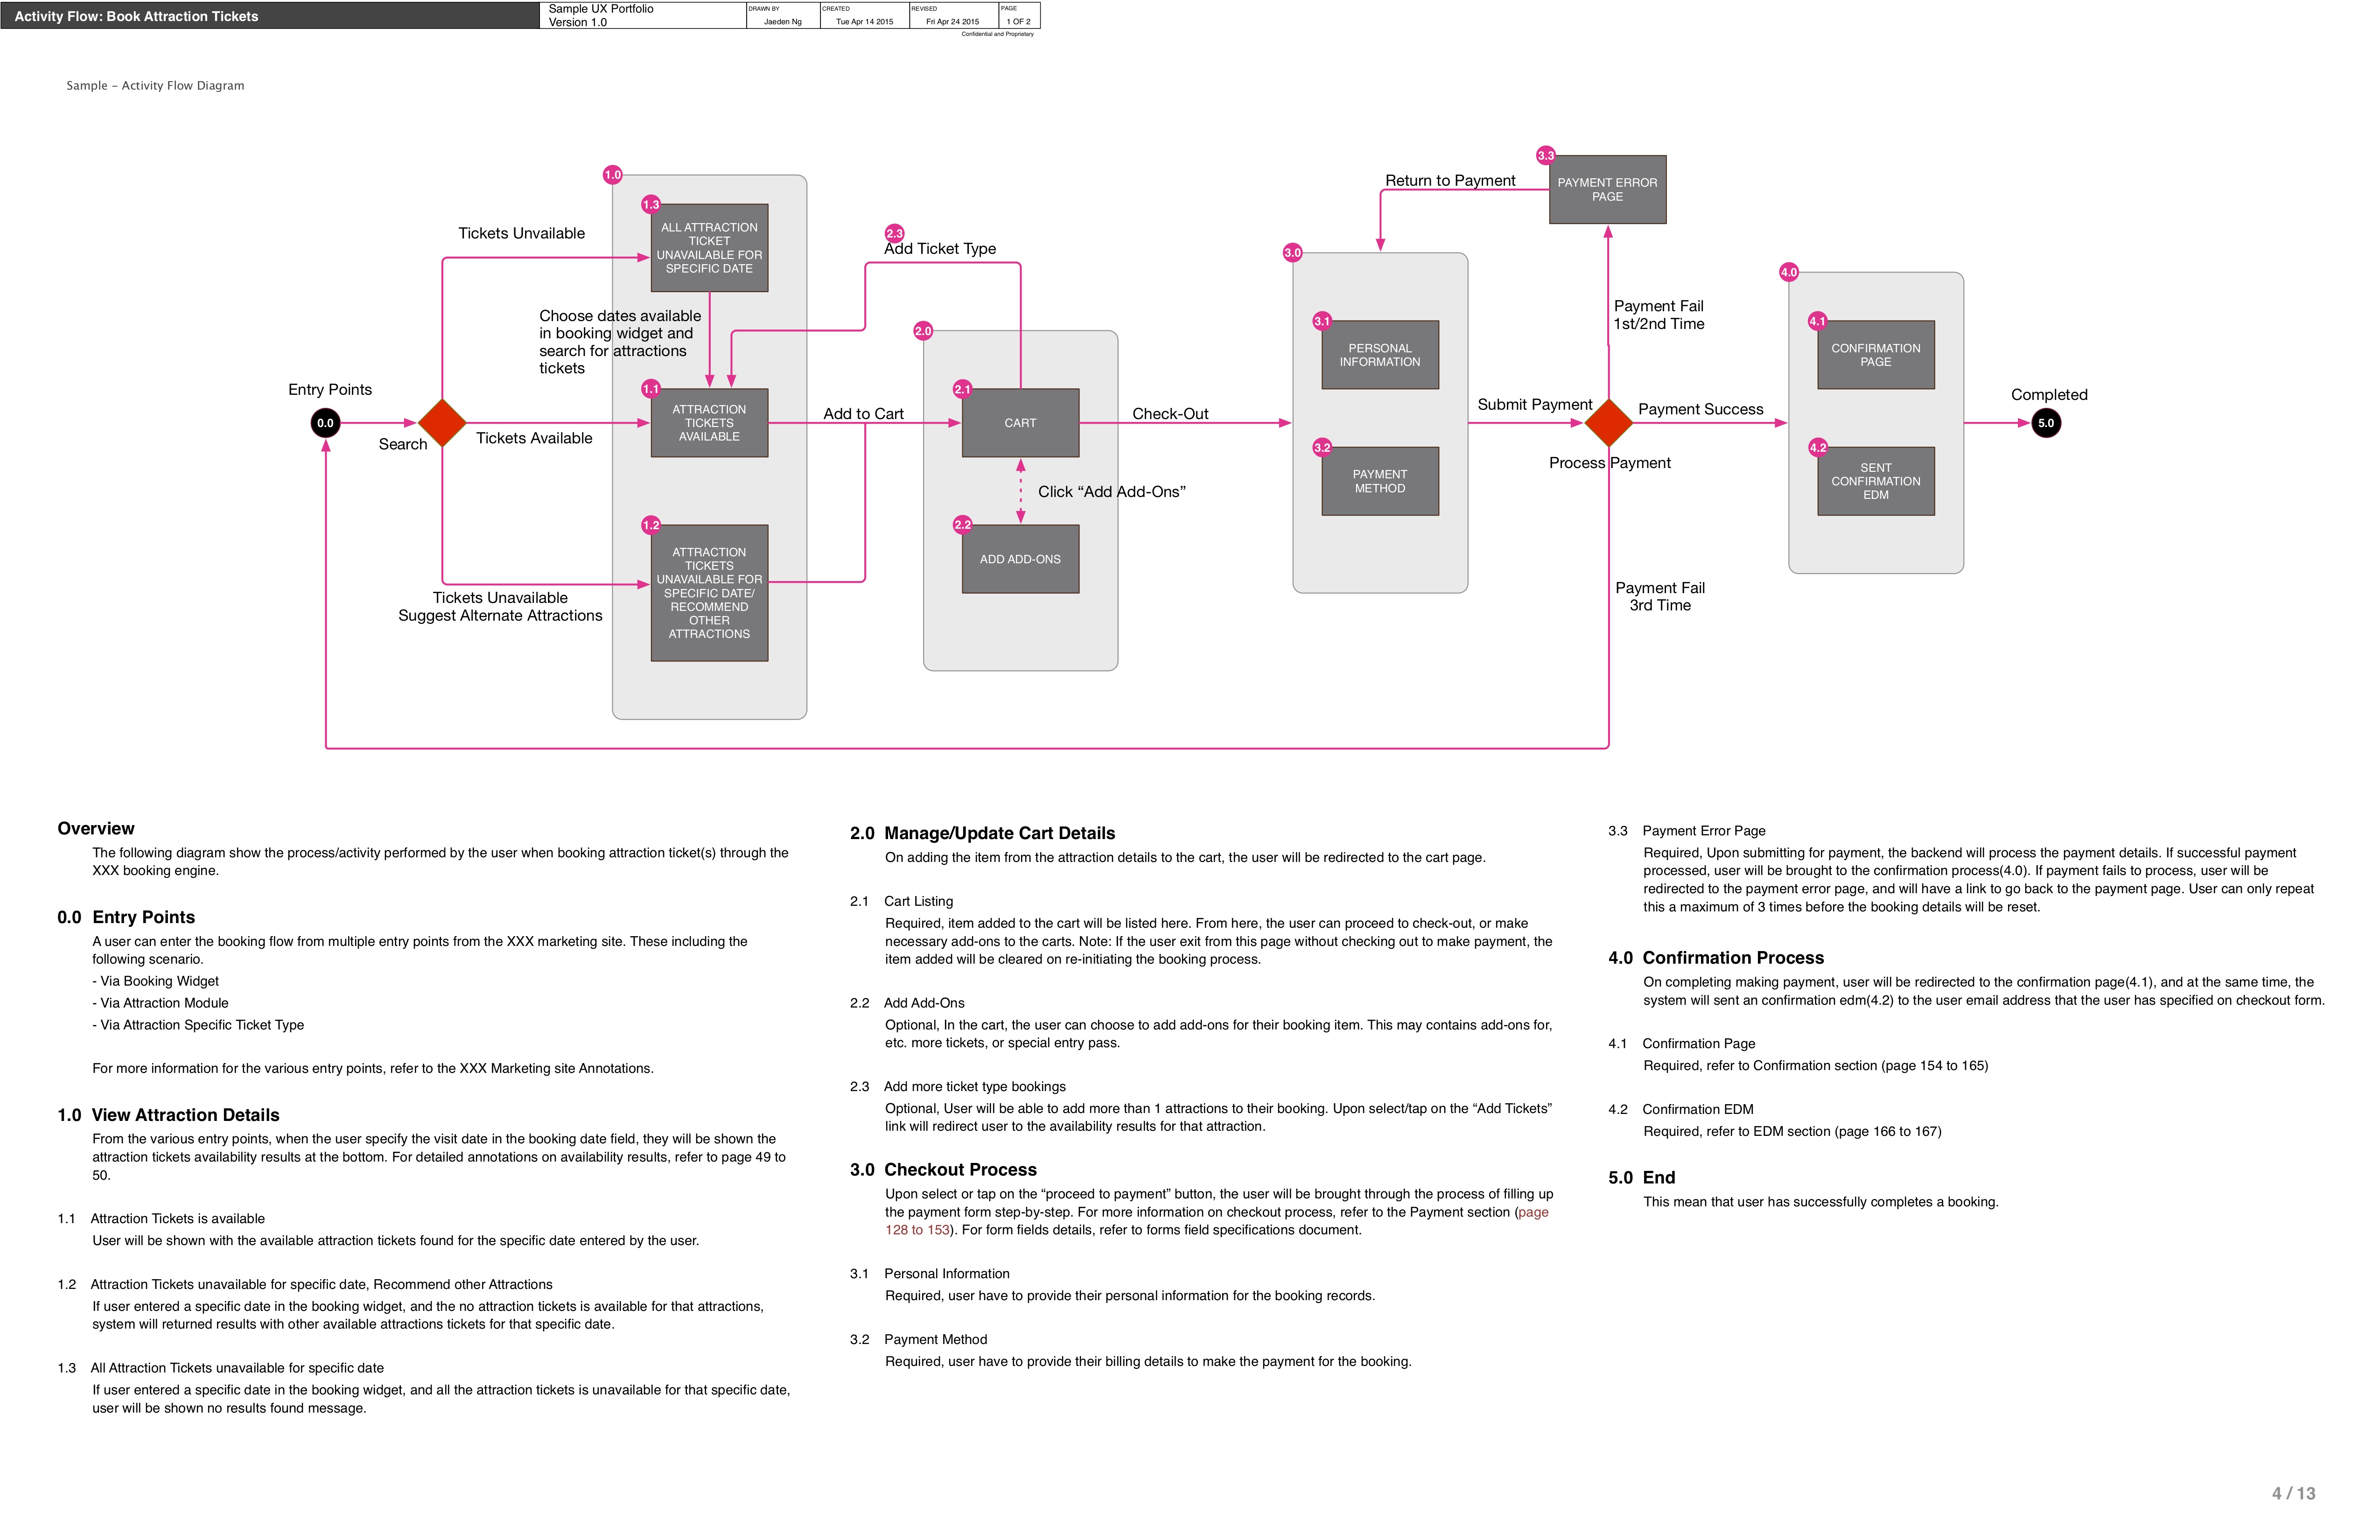 Activity Flow: Book Attraction Tickets
Sample UX Portfolio
Version 1.0
DRAWN BY
Jaeden Ng
CREATED
Tue Apr 14 2015
REVISED
Fri Apr 24 2015
PAGE
1 OF 2
Confidential and Proprietary
Sample – Activity Flow Diagram
Entry Points
0.0
Search
Tickets Unvailable
Tickets Available
Tickets Unavailable
Suggest Alternate Attractions
1.0
1.3
ALL ATTRACTION
TICKET
UNAVAILABLE FOR
SPECIFIC DATE
Choose dates available
in booking widget and
search for attractions
tickets
1.1
ATTRACTION
TICKETS
AVAILABLE
1.2
ATTRACTION
TICKETS
UNAVAILABLE FOR
SPECIFIC DATE/
RECOMMEND
OTHER
ATTRACTIONS
2.3
Add Ticket Type
Add to Cart
2.0
2.1
CART
Click “Add Add-Ons”
2.2
ADD ADD-ONS
Check-Out
Return to Payment
3.3
PAYMENT ERROR
PAGE
3.0
3.1
PERSONAL
INFORMATION
3.2
PAYMENT
METHOD
Submit Payment
Payment Fail
1st/2nd Time
Payment Success
Process Payment
Payment Fail
3rd Time
4.0
4.1
CONFIRMATION
PAGE
4.2
SENT
CONFIRMATION
EDM
Completed
5.0
Overview
The following diagram show the process/activity performed by the user when booking attraction ticket(s) through the
XXX booking engine.
0.0 Entry Points
A user can enter the booking flow from multiple entry points from the XXX marketing site. These including the
following scenario.
- Via Booking Widget
- Via Attraction Module
- Via Attraction Specific Ticket Type
For more information for the various entry points, refer to the XXX Marketing site Annotations.
1.0 View Attraction Details
From the various entry points, when the user specify the visit date in the booking date field, they will be shown the
attraction tickets availability results at the bottom. For detailed annotations on availability results, refer to page 49 to
50.
1.1 Attraction Tickets is available
User will be shown with the available attraction tickets found for the specific date entered by the user.
1.2 Attraction Tickets unavailable for specific date, Recommend other Attractions
If user entered a specific date in the booking widget, and the no attraction tickets is available for that attractions,
system will returned results with other available attractions tickets for that specific date.
1.3 All Attraction Tickets unavailable for specific date
If user entered a specific date in the booking widget, and all the attraction tickets is unavailable for that specific date,
user will be shown no results found message.
2.0 Manage/Update Cart Details
On adding the item from the attraction details to the cart, the user will be redirected to the cart page.
2.1 Cart Listing
Required, item added to the cart will be listed here. From here, the user can proceed to check-out, or make
necessary add-ons to the carts. Note: If the user exit from this page without checking out to make payment, the
item added will be cleared on re-initiating the booking process.
2.2 Add Add-Ons
Optional, In the cart, the user can choose to add add-ons for their booking item. This may contains add-ons for,
etc. more tickets, or special entry pass.
2.3 Add more ticket type bookings
Optional, User will be able to add more than 1 attractions to their booking. Upon select/tap on the “Add Tickets”
link will redirect user to the availability results for that attraction.
3.0 Checkout Process
Upon select or tap on the “proceed to payment” button, the user will be brought through the process of filling up
the payment form step-by-step. For more information on checkout process, refer to the Payment section (page
128 to 153). For form fields details, refer to forms field specifications document.
3.1 Personal Information
Required, user have to provide their personal information for the booking records.
3.2 Payment Method
Required, user have to provide their billing details to make the payment for the booking.
3.3 Payment Error Page
Required, Upon submitting for payment, the backend will process the payment details. If successful payment
processed, user will be brought to the confirmation process(4.0). If payment fails to process, user will be
redirected to the payment error page, and will have a link to go back to the payment page. User can only repeat
this a maximum of 3 times before the booking details will be reset.
4.0 Confirmation Process
On completing making payment, user will be redirected to the confirmation page(4.1), and at the same time, the
system will sent an confirmation edm(4.2) to the user email address that the user has specified on checkout form.
4.1 Confirmation Page
Required, refer to Confirmation section (page 154 to 165)
4.2 Confirmation EDM
Required, refer to EDM section (page 166 to 167)
5.0 End
This mean that user has successfully completes a booking.
4 / 13